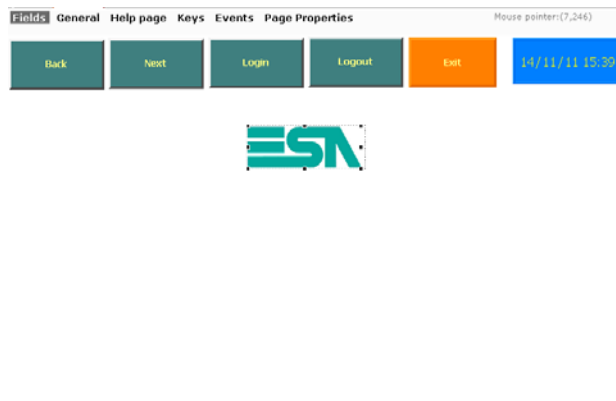 Fields General Help page Keys Events Page Properties Mouse pointer:(7,246)
Back Next Login Logout Exit 14/11/11 15:39
ESA